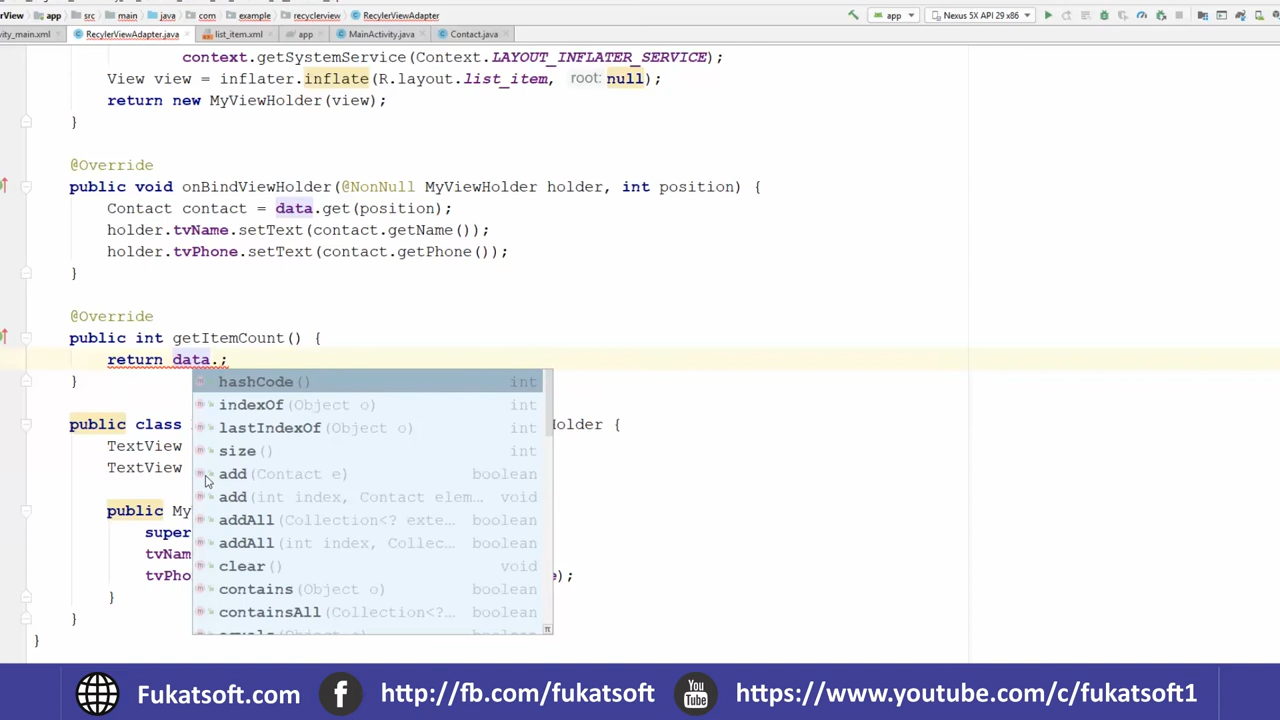 rView app src main java com example recyclerview RecylerViewAdapter app Nexus 5X API 29 x86
vity_main.xml RecylerViewAdapter.java list_item.xml app MainActivity.java Contact.java
context.getSystemService(Context.LAYOUT_INFLATER_SERVICE);
View view = inflater.inflate(R.layout.list_item, root: null);
return new MyViewHolder(view);
}
@Override
public void onBindViewHolder(@NonNull MyViewHolder holder, int position) {
Contact contact = data.get(position);
holder.tvName.setText(contact.getName());
holder.tvPhone.setText(contact.getPhone());
}
@Override
public int getItemCount() {
return data.;
}
hashCode() int
indexOf(Object o) int
lastIndexOf(Object o) int
size() int
add(Contact e) boolean
add(int index, Contact elem… void
addAll(Collection<? exte… boolean
addAll(int index, Collec… boolean
clear() void
contains(Object o) boolean
containsAll(Collection<?… boolean
public class older {
TextView
TextView
public My
super
tvNam
tvPho );
}
}
}
Fukatsoft.com http://fb.com/fukatsoft You Tube https://www.youtube.com/c/fukatsoft1